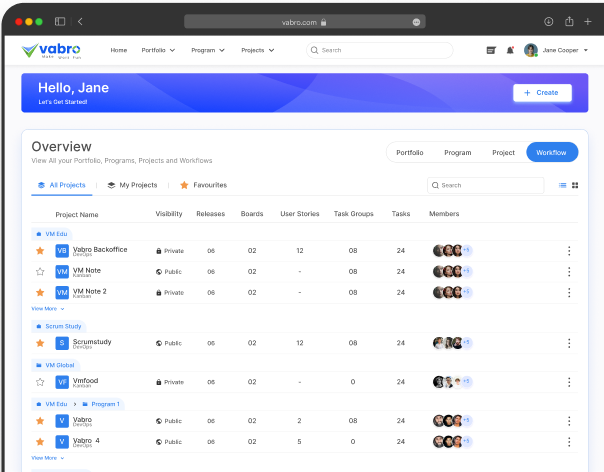 vabro.com
vabro
Make Work Fun
Home Portfolio Program Projects Search Jane Cooper
Hello, Jane
Let's Get Started!
+ Create
Overview
View All your Portfolio, Programs, Projects and Workflows
Portfolio Program Project Workflow
All Projects My Projects Favourites Search
Project Name Visibility Releases Boards User Stories Task Groups Tasks Members
VM Edu
VB Vabro Backoffice Private 06 02 12 08 24 +5
DevOps
VM VM Note Public 06 02 - 08 24 +5
Kanban
VM VM Note 2 Private 06 02 - 08 24 +5
Kanban
View More
Scrum Study
S Scrumstudy Public 06 02 12 08 24 +5
DevOps
VM Global
VF Vmfood Private 06 02 - 0 24 +5
Kanban
VM Edu > Program 1
V Vabro Public 06 02 2 08 24 +5
DevOps
V Vabro 4 Public 06 02 5 0 24 +5
DevOps
View More